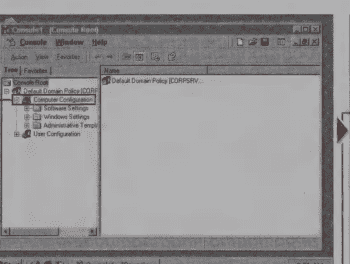 Console1 - [Console Root]
Console Window Help
Action View Favorites
Tree Favorites Name
Console Root Default Domain Policy [CORPSRV...
Default Domain Policy [CORP
Computer Configuration
Software Settings
Windows Settings
Administrative Templ
User Configuration